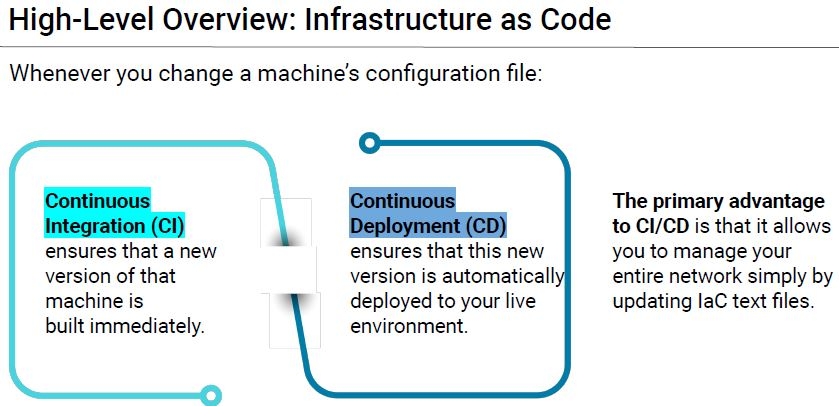 High-Level Overview: Infrastructure as Code
Whenever you change a machine’s configuration file:
Continuous
Integration (CI)
ensures that a new
version of that
machine is
built immediately.
Continuous
Deployment (CD)
ensures that this new
version is automatically
deployed to your live
environment.
The primary advantage
to CI/CD is that it allows
you to manage your
entire network simply by
updating IaC text files.